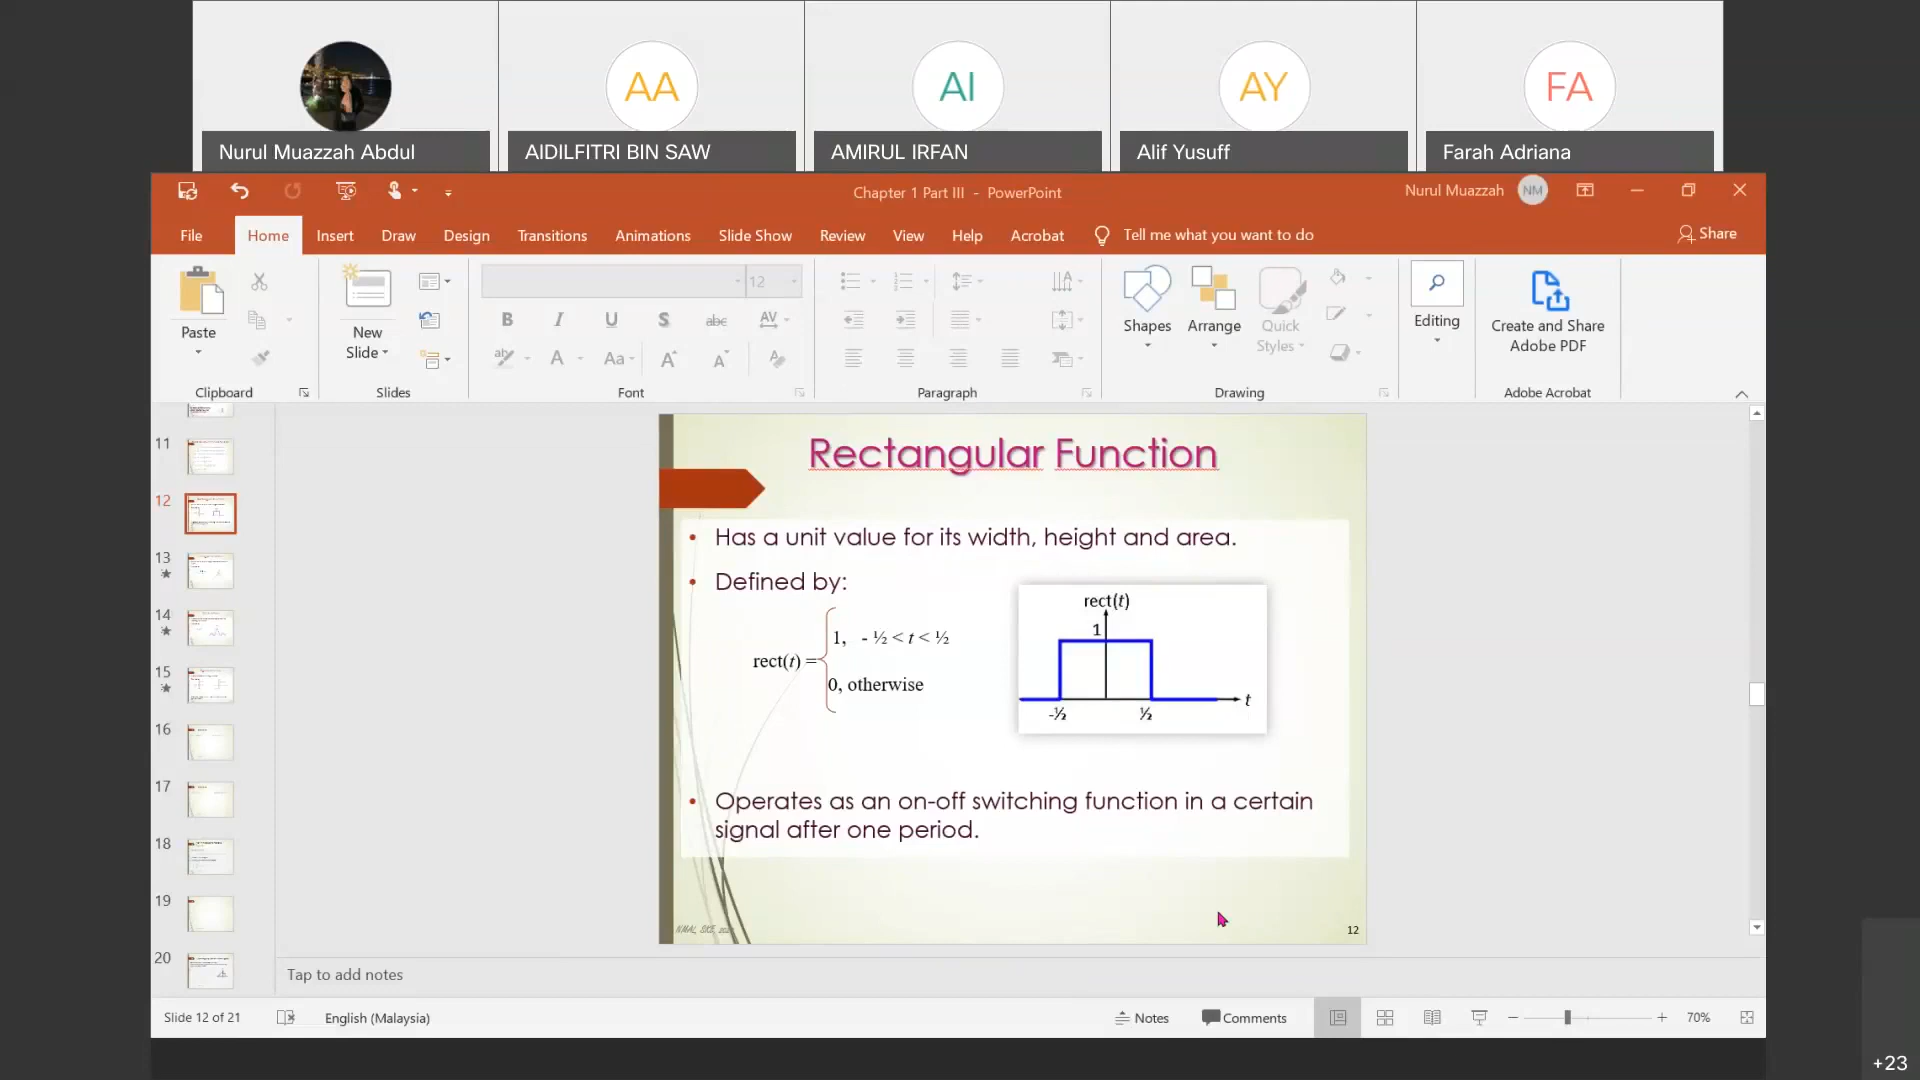 AA
AI
AY
FA
Nurul Muazzah Abdul
AIDILFITRI BIN SAW
AMIRUL IRFAN
Alif Yusuff
Farah Adriana
Chapter 1 Part III - PowerPoint
Nurul Muazzah
NM
File
Home
Insert
Draw
Design
Transitions
Animations
Slide Show
Review
View
Help
Acrobat
Tell me what you want to do
Share
Paste
Clipboard
New
Slide
Slides
12
B I U S abc AV
A Aa A A A
Font
Paragraph
Shapes
Arrange
Quick
Styles
Drawing
Editing
Create and Share
Adobe PDF
Adobe Acrobat
11
12
13
14
15
16
17
18
19
20
Rectangular Function
• Has a unit value for its width, height and area.
• Defined by:
rect(t) =
1, - ½ < t < ½
0, otherwise
rect(t)
1
t
-½
½
• Operates as an on-off switching function in a certain
signal after one period.
12
Tap to add notes
Slide 12 of 21
English (Malaysia)
Notes
Comments
70%
+23